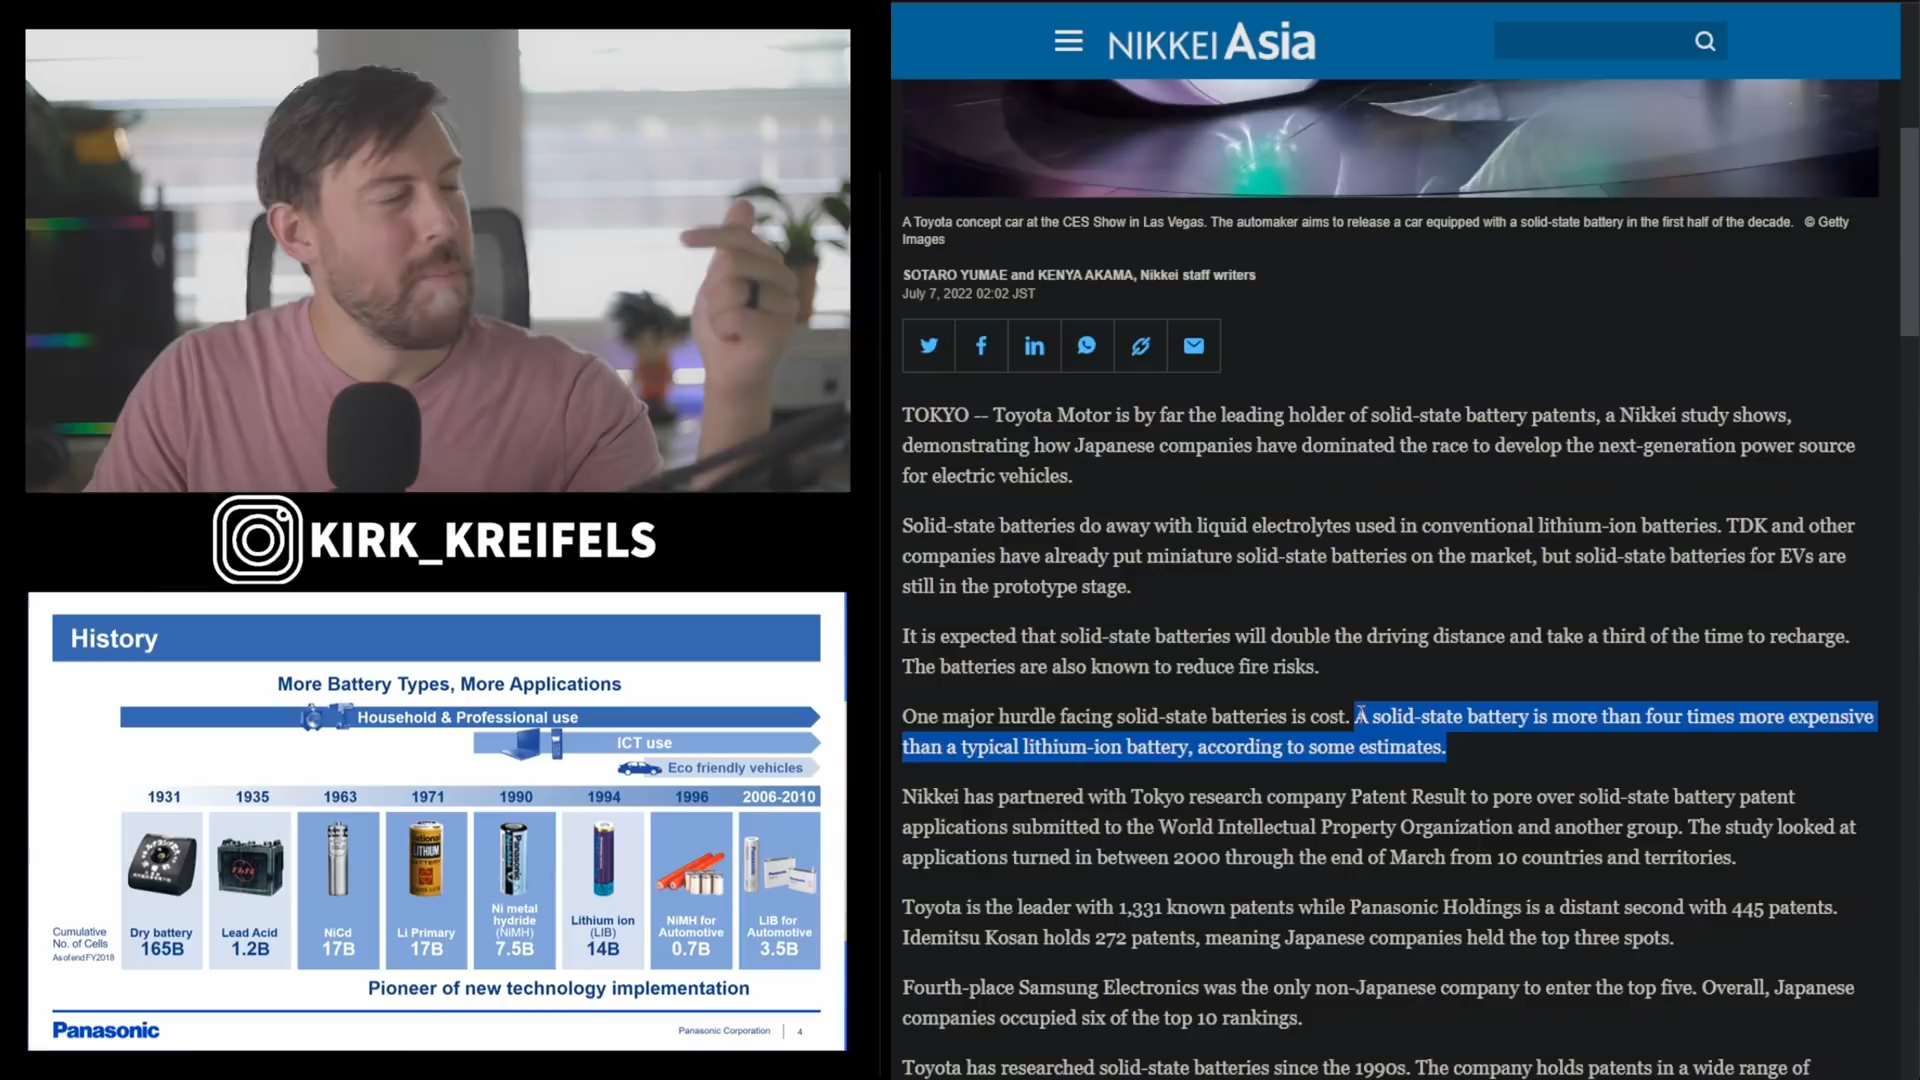 KIRK_KREIFELS
History
More Battery Types, More Applications
Household & Professional use
ICT use
Eco friendly vehicles
1931 1935 1963 1971 1990 1994 1996 2006-2010
Cumulative
No. of Cells
As of end FY2018
Dry battery
165B
Lead Acid
1.2B
NiCd
17B
Li Primary
17B
Ni metal
hydride
(NiMH)
7.5B
Lithium ion
(LIB)
14B
NiMH for
Automotive
0.7B
LIB for
Automotive
3.5B
Pioneer of new technology implementation
Panasonic
Panasonic Corporation | 4
NIKKEI Asia
A Toyota concept car at the CES Show in Las Vegas. The automaker aims to release a car equipped with a solid-state battery in the first half of the decade. © Getty
Images
SOTARO YUMAE and KENYA AKAMA, Nikkei staff writers
July 7, 2022 02:02 JST
TOKYO -- Toyota Motor is by far the leading holder of solid-state battery patents, a Nikkei study shows,
demonstrating how Japanese companies have dominated the race to develop the next-generation power source
for electric vehicles.
Solid-state batteries do away with liquid electrolytes used in conventional lithium-ion batteries. TDK and other
companies have already put miniature solid-state batteries on the market, but solid-state batteries for EVs are
still in the prototype stage.
It is expected that solid-state batteries will double the driving distance and take a third of the time to recharge.
The batteries are also known to reduce fire risks.
One major hurdle facing solid-state batteries is cost. A solid-state battery is more than four times more expensive
than a typical lithium-ion battery, according to some estimates.
Nikkei has partnered with Tokyo research company Patent Result to pore over solid-state battery patent
applications submitted to the World Intellectual Property Organization and another group. The study looked at
applications turned in between 2000 through the end of March from 10 countries and territories.
Toyota is the leader with 1,331 known patents while Panasonic Holdings is a distant second with 445 patents.
Idemitsu Kosan holds 272 patents, meaning Japanese companies held the top three spots.
Fourth-place Samsung Electronics was the only non-Japanese company to enter the top five. Overall, Japanese
companies occupied six of the top 10 rankings.
Toyota has researched solid-state batteries since the 1990s. The company holds patents in a wide range of